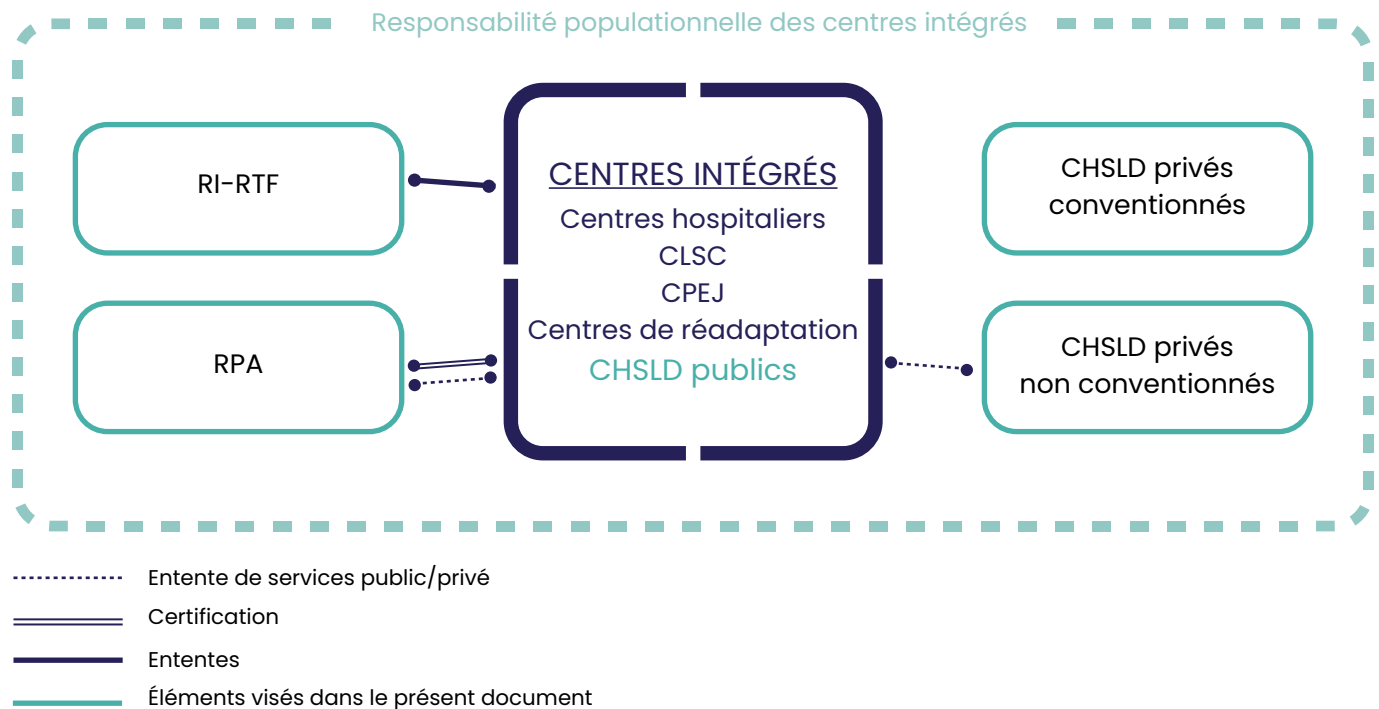 Responsabilité populationnelle des centres intégrés
RI-RTF
RPA
CENTRES INTÉGRÉS
Centres hospitaliers
CLSC
CPEJ
Centres de réadaptation
CHSLD publics
CHSLD privés
conventionnés
CHSLD privés
non conventionnés
Entente de services public/privé
Certification
Ententes
Éléments visés dans le présent document